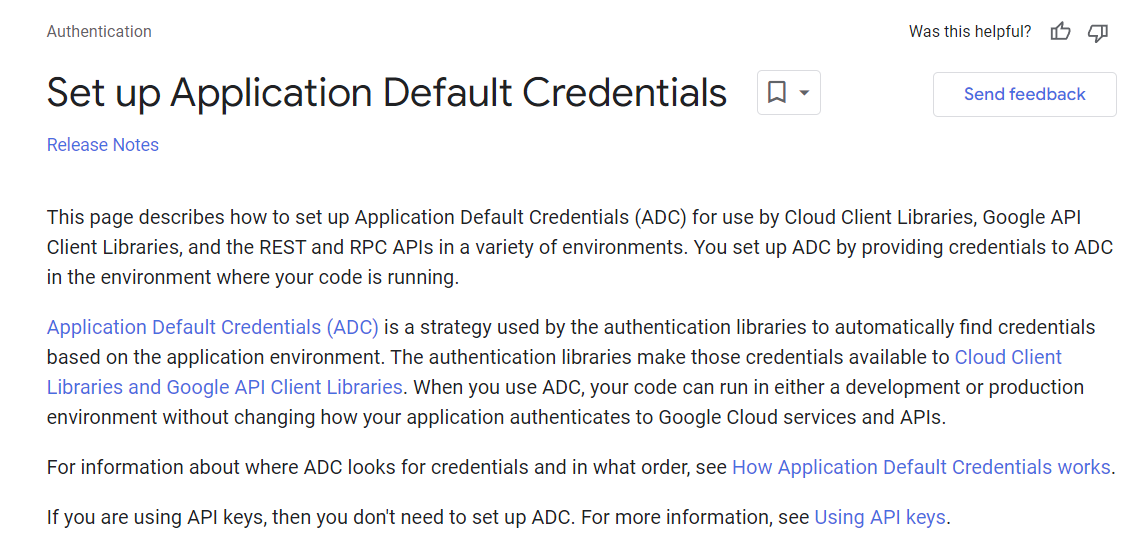 Authentication
Was this helpful?
Set up Application Default Credentials
Send feedback
Release Notes
This page describes how to set up Application Default Credentials (ADC) for use by Cloud Client Libraries, Google API
Client Libraries, and the REST and RPC APIs in a variety of environments. You set up ADC by providing credentials to ADC
in the environment where your code is running.
Application Default Credentials (ADC) is a strategy used by the authentication libraries to automatically find credentials
based on the application environment. The authentication libraries make those credentials available to Cloud Client
Libraries and Google API Client Libraries. When you use ADC, your code can run in either a development or production
environment without changing how your application authenticates to Google Cloud services and APIs.
For information about where ADC looks for credentials and in what order, see How Application Default Credentials works.
If you are using API keys, then you don't need to set up ADC. For more information, see Using API keys.